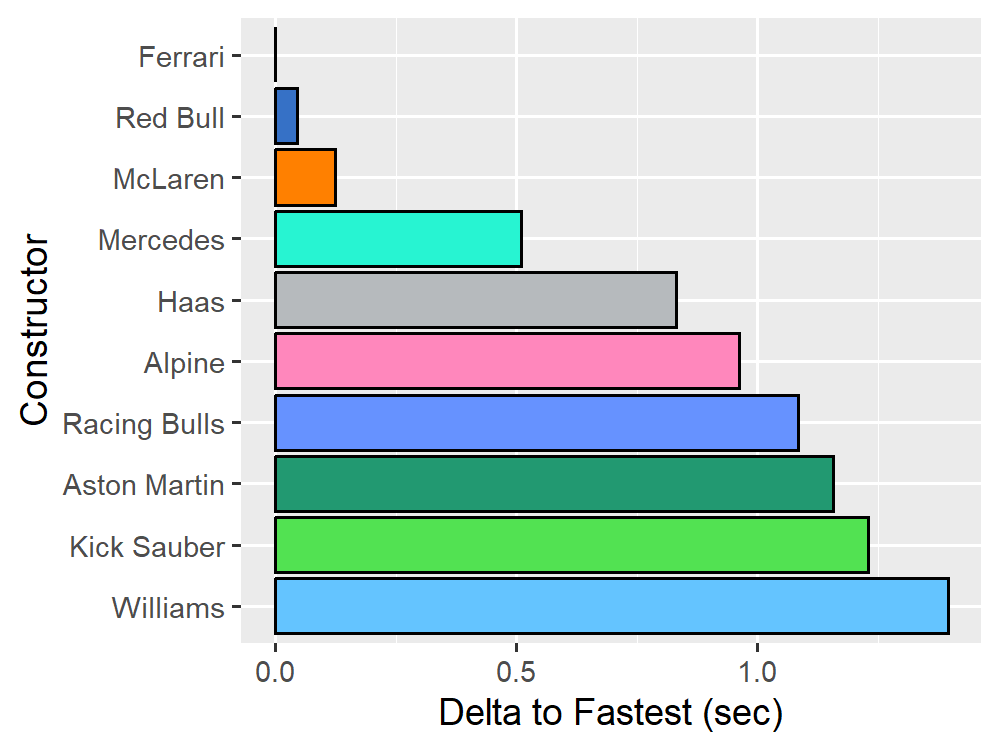 Constructor
Ferrari
Red Bull
McLaren
Mercedes
Haas
Alpine
Racing Bulls
Aston Martin
Kick Sauber
Williams
0.0 0.5 1.0
Delta to Fastest (sec)